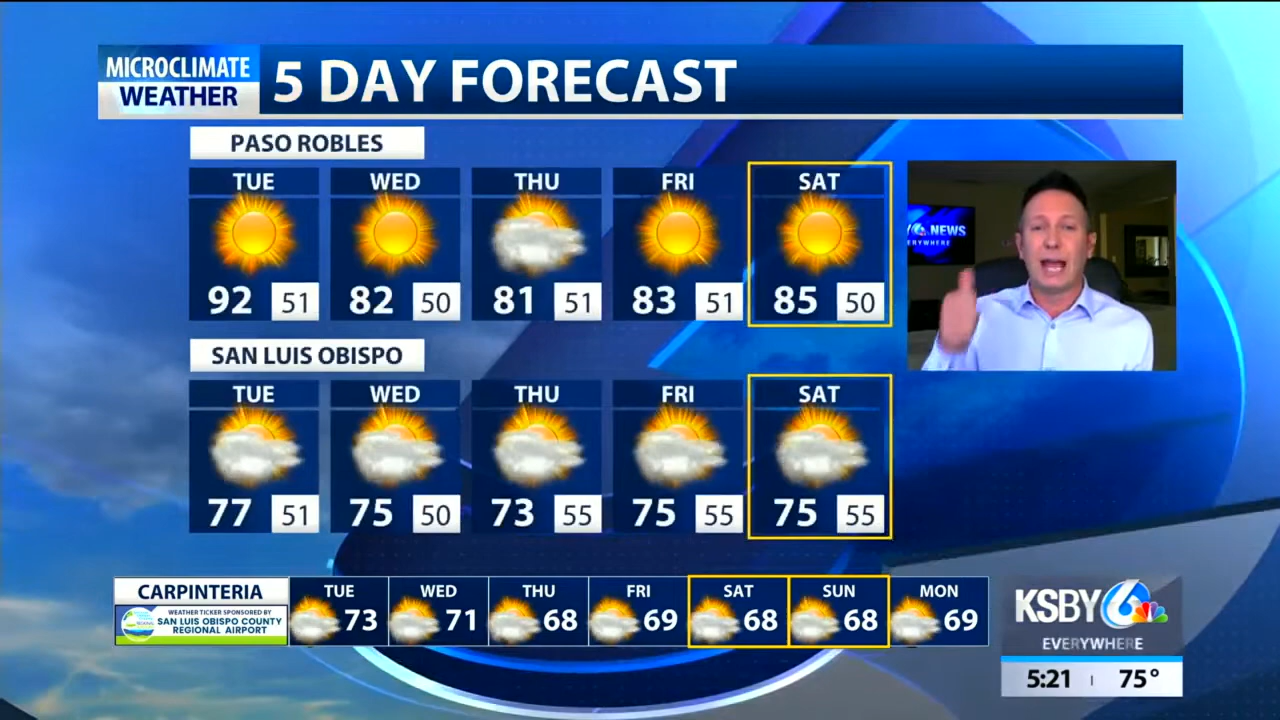 MICROCLIMATE
WEATHER
5 DAY FORECAST
PASO ROBLES
TUE WED THU FRI SAT
92 51 82 50 81 51 83 51 85 50
6 NEWS
ERYWHERE
SAN LUIS OBISPO
TUE WED THU FRI SAT
77 51 75 50 73 55 75 55 75 55
CARPINTERIA
WEATHER TICKER SPONSORED BY
SAN LUIS OBISPO COUNTY
REGIONAL AIRPORT
TUE WED THU FRI SAT SUN MON
73 71 68 69 68 68 69
KSBY6
EVERYWHERE
5:21 75°